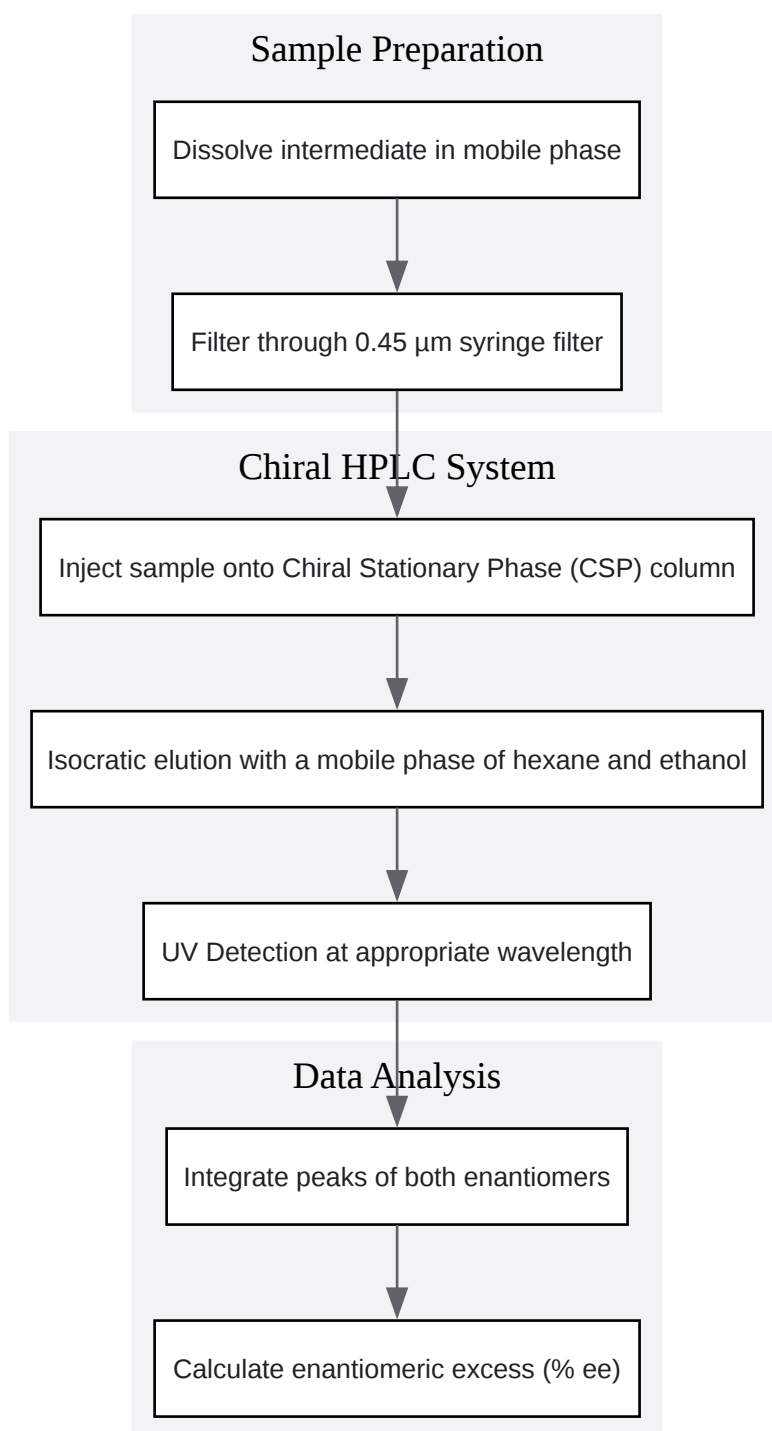 Sample Preparation
Dissolve intermediate in mobile phase
Filter through 0.45 µm syringe filter
Chiral HPLC System
Inject sample onto Chiral Stationary Phase (CSP) column
Isocratic elution with a mobile phase of hexane and ethanol
UV Detection at appropriate wavelength
Data Analysis
Integrate peaks of both enantiomers
Calculate enantiomeric excess (% ee)